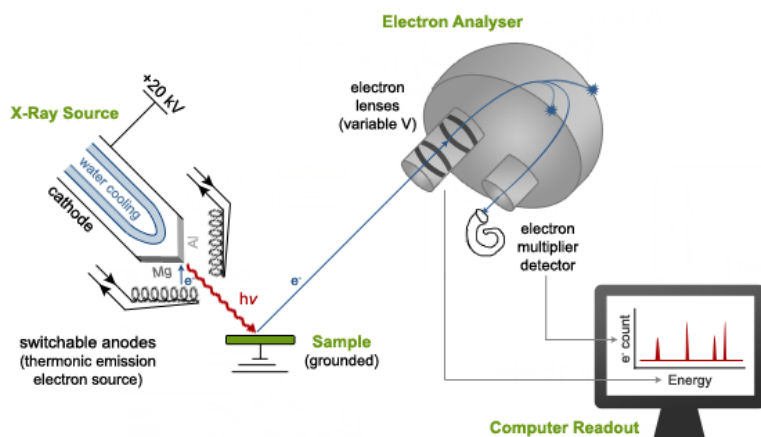 Electron Analyser
+20 kV
X-Ray Source
electron
lenses
(variable V)
water cooling
cathode
Al
Mg
e-
hν
e-
electron
multiplier
detector
switchable anodes
(thermonic emission
electron source)
Sample
(grounded)
e- count
Energy
Computer Readout